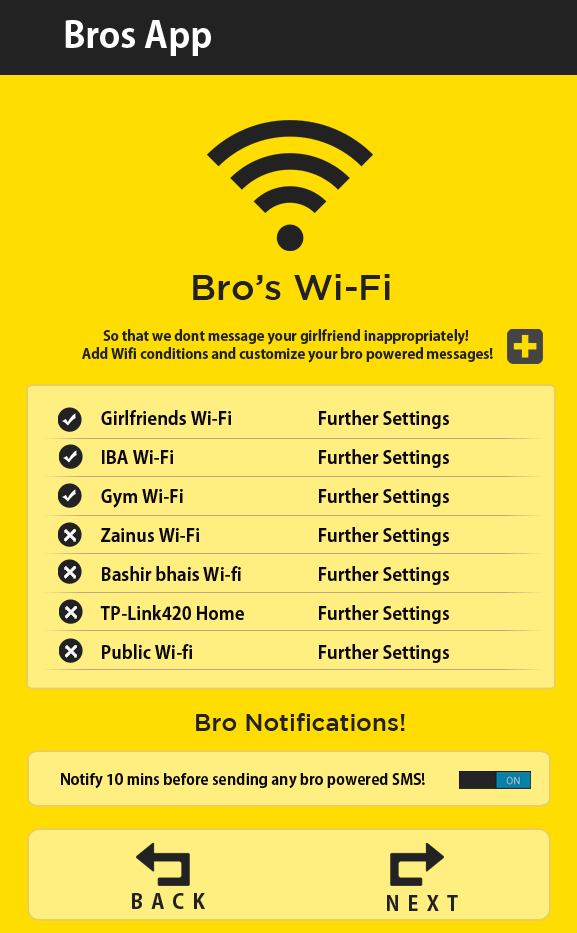 Bros App
Bro's Wi-Fi
So that we dont message your girlfriend inappropriately!
Add Wifi conditions and customize your bro powered messages!
Girlfriends Wi-Fi Further Settings
IBA Wi-Fi Further Settings
Gym Wi-Fi Further Settings
Zainus Wi-Fi Further Settings
Bashir bhais Wi-fi Further Settings
TP-Link420 Home Further Settings
Public Wi-fi Further Settings
Bro Notifications!
Notify 10 mins before sending any bro powered SMS! ON
BACK NEXT